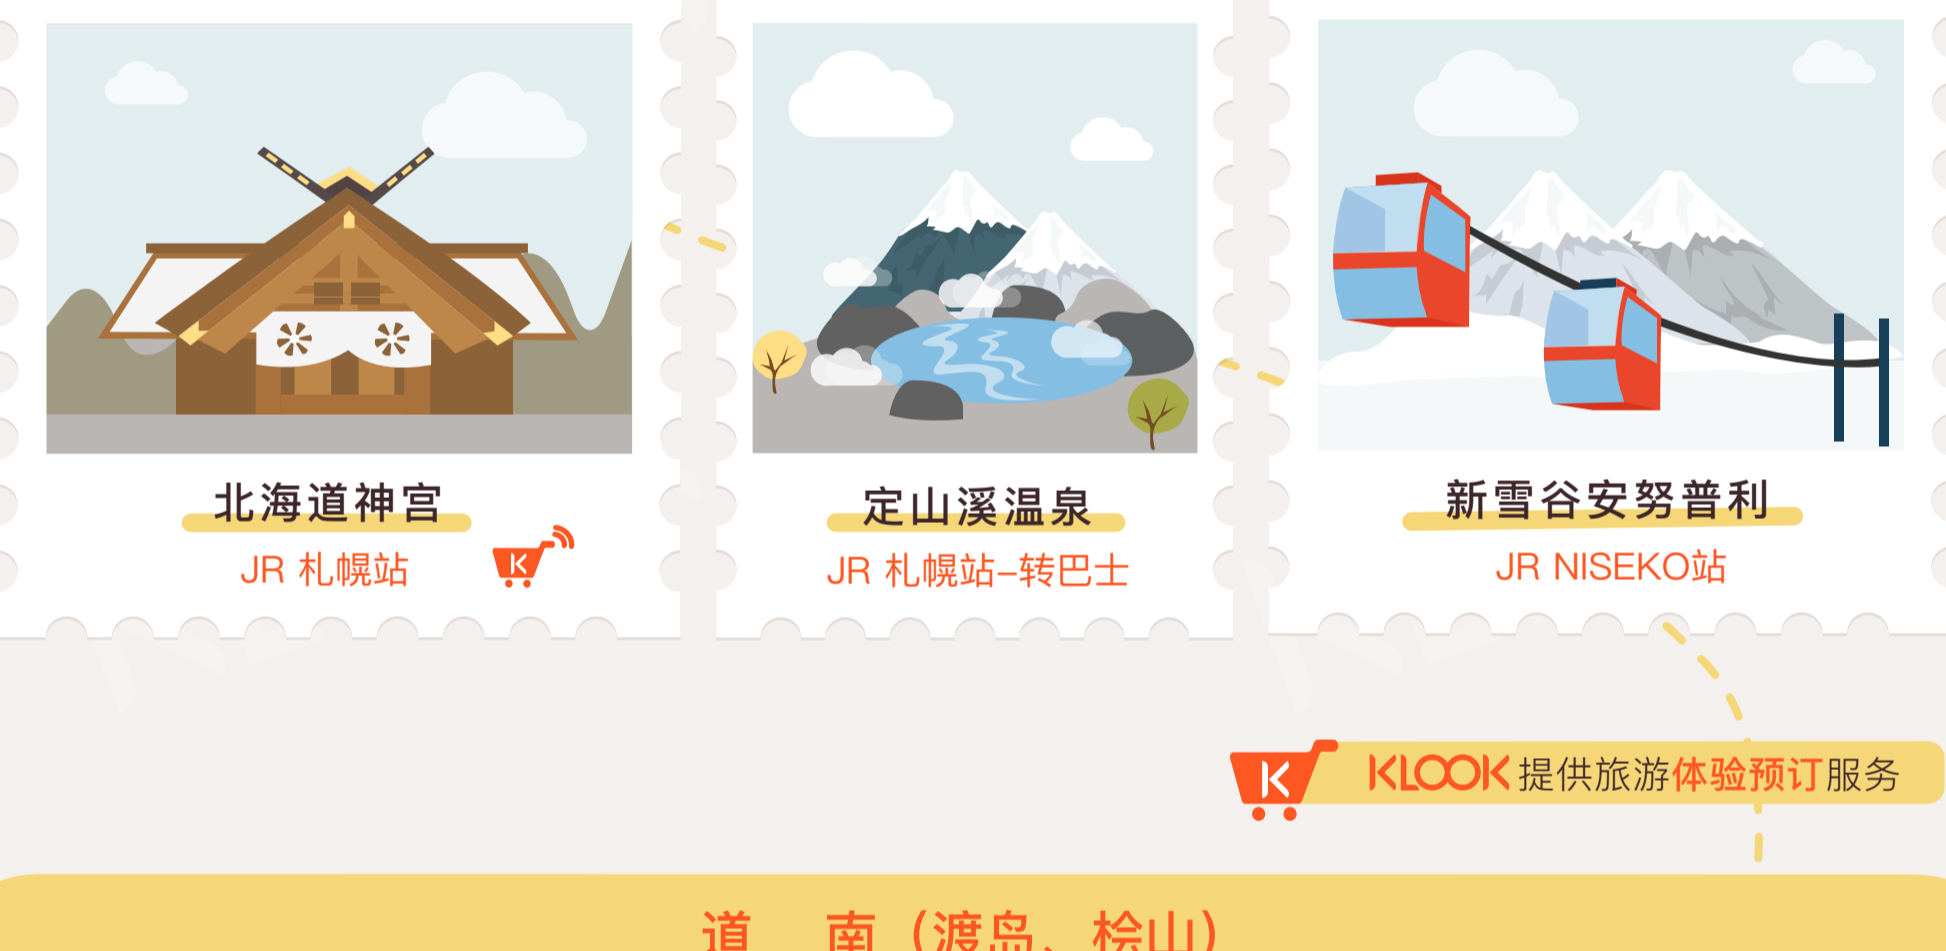 北海道神宫
JR 札幌站
K
定山溪温泉
JR 札幌站–转巴士
新雪谷安努普利
JR NISEKO站
K
KLOOK提供旅游体验预订服务
道 南（渡岛、桧山）